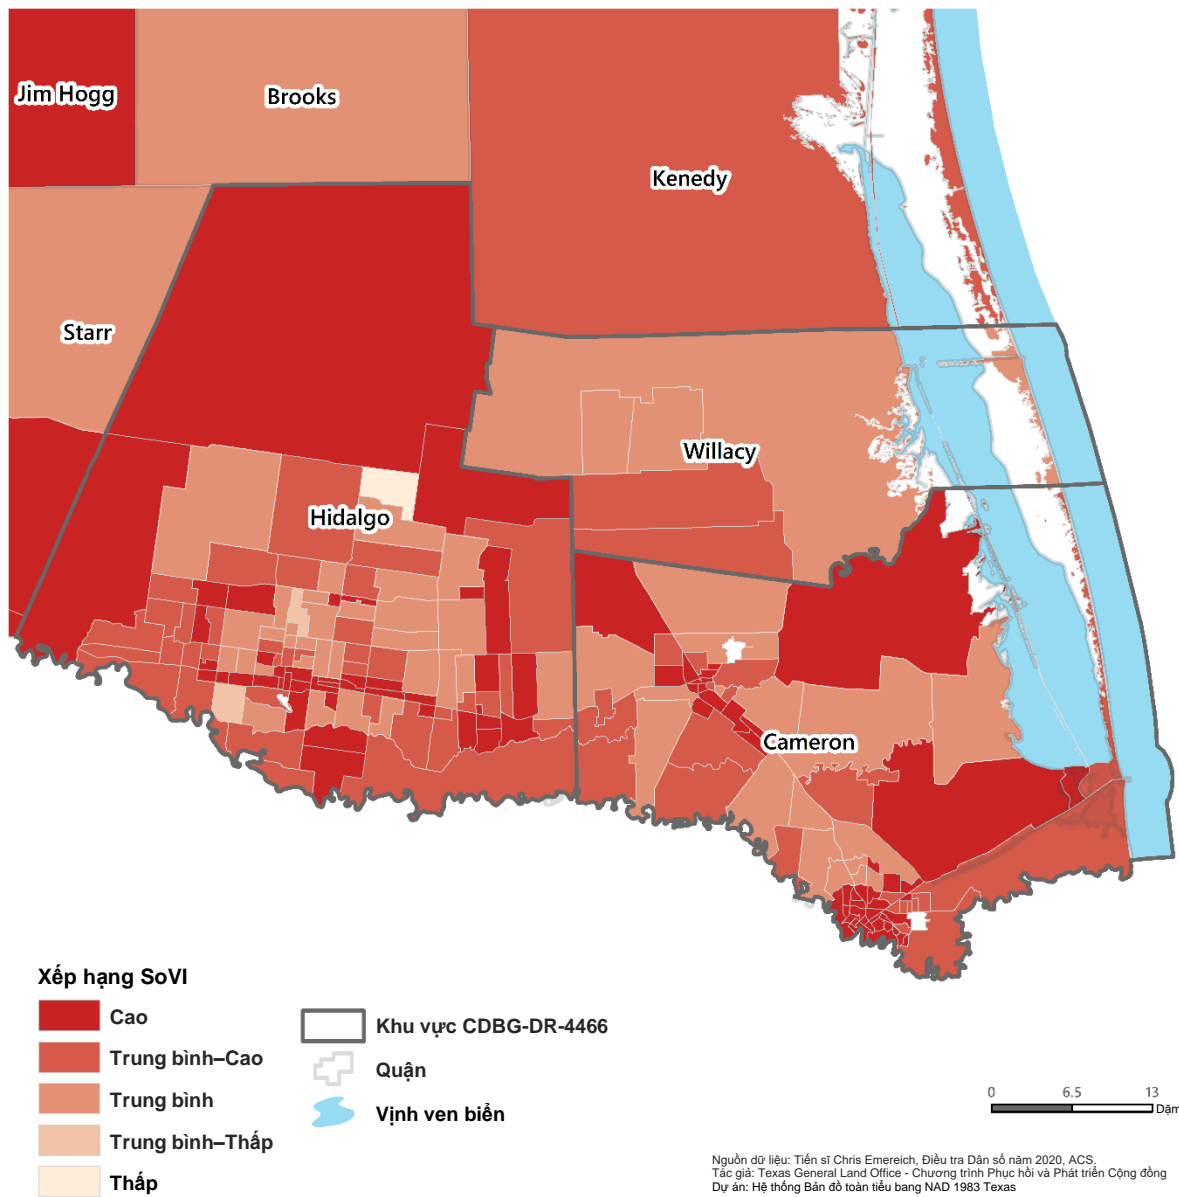 Jim Hogg
Brooks
Kenedy
Starr
Willacy
Hidalgo
Cameron
Xếp hạng SoVI
Cao
Trung bình–Cao
Trung bình
Trung bình–Thấp
Thấp
Khu vực CDBG-DR-4466
Quận
Vịnh ven biển
0 6.5 13
Dặm
Nguồn dữ liệu: Tiến sĩ Chris Emereich, Điều tra Dân số năm 2020, ACS.
Tác giả: Texas General Land Office - Chương trình Phục hồi và Phát triển Cộng đồng
Dự án: Hệ thống Bản đồ toàn tiểu bang NAD 1983 Texas